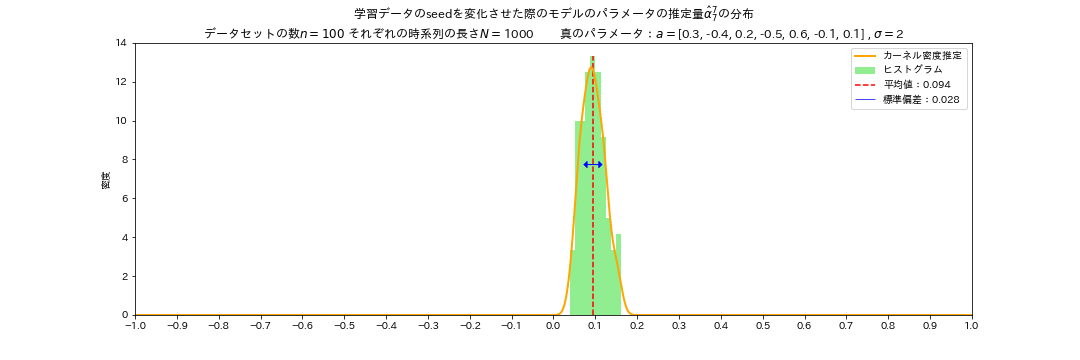 学習データのseedを変化させた際のモデルのパラメータの推定量α̂₇⁷の分布
データセットの数n = 100 それぞれの時系列の長さN = 1000 真のパラメータ：a = [0.3, -0.4, 0.2, -0.5, 0.6, -0.1, 0.1] , σ = 2
カーネル密度推定
ヒストグラム
平均値：0.094
標準偏差：0.028
密度
14
12
10
8
6
4
2
0
−1.0 −0.9 −0.8 −0.7 −0.6 −0.5 −0.4 −0.3 −0.2 −0.1 0.0 0.1 0.2 0.3 0.4 0.5 0.6 0.7 0.8 0.9 1.0